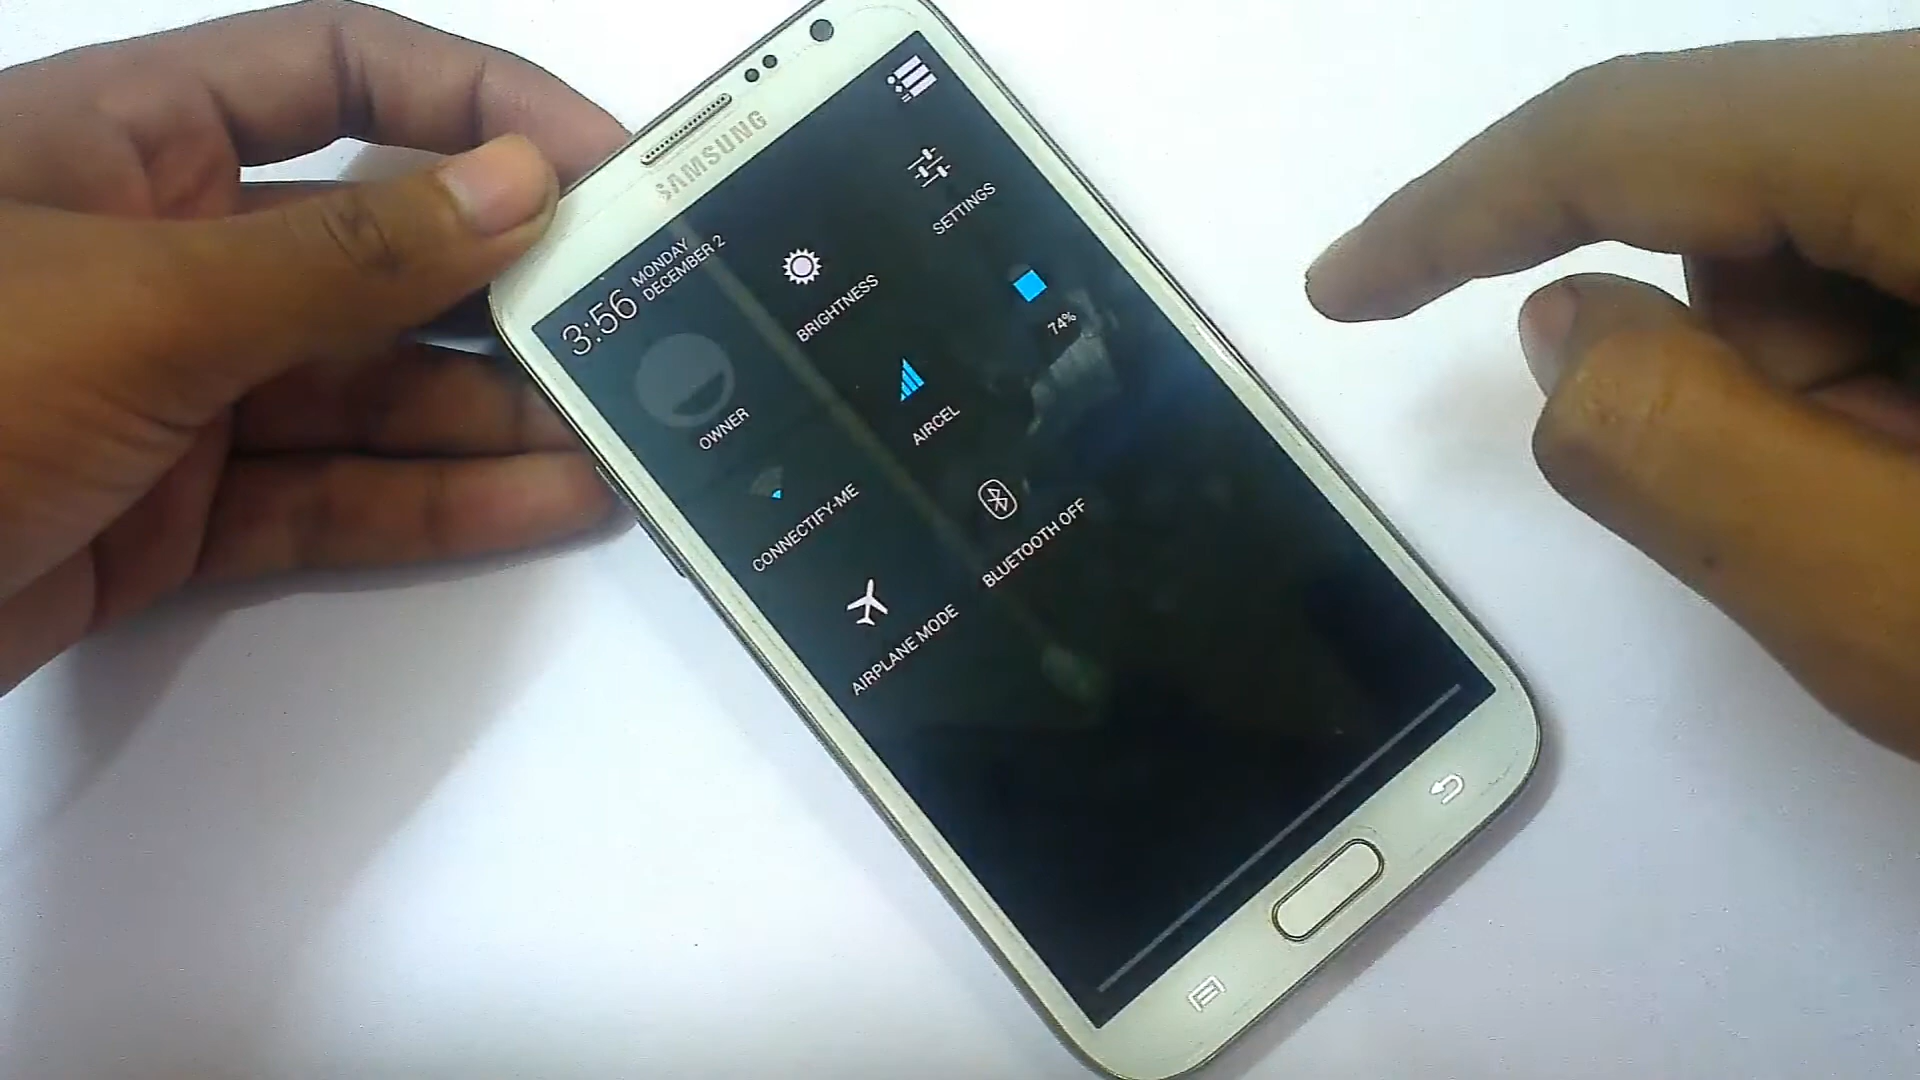 SAMSUNG
3:56
MONDAY
DECEMBER 2
OWNER
BRIGHTNESS
SETTINGS
CONNECTIFY-ME
AIRCEL
74%
AIRPLANE MODE
BLUETOOTH OFF